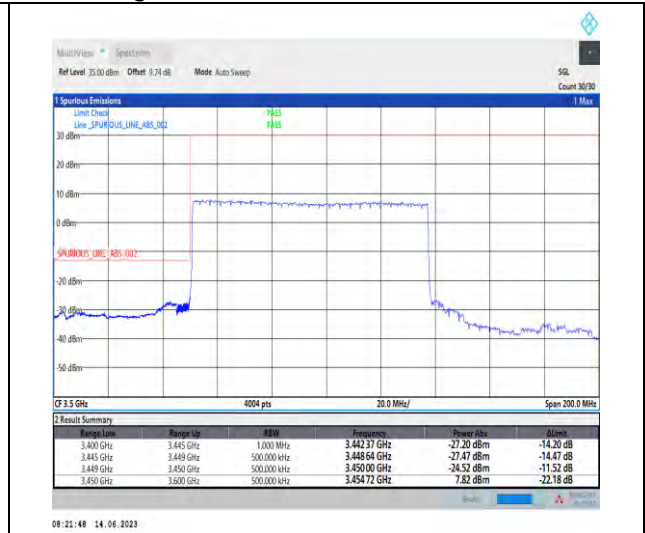 MultiView Spectrum
Ref Level 35.00 dBm Offset 9.74 dB Mode Auto Sweep SGL
Count 30/30
1 Spurious Emissions 1 Max
Limit Check PASS
Line _SPURIOUS_LINE_ABS_002 PASS
30 dBm
20 dBm
10 dBm
0 dBm
_SPURIOUS_LINE_ABS_002
-20 dBm
-30 dBm
-40 dBm
-50 dBm
CF 3.5 GHz 4004 pts 20.0 MHz/ Span 200.0 MHz
2 Result Summary
Range Low Range Up RBW Frequency Power Abs ΔLimit
3.400 GHz 3.445 GHz 1.000 MHz 3.442 37 GHz -27.20 dBm -14.20 dB
3.445 GHz 3.449 GHz 500.000 kHz 3.448 64 GHz -27.47 dBm -14.47 dB
3.449 GHz 3.450 GHz 500.000 kHz 3.450 00 GHz -24.52 dBm -11.52 dB
3.450 GHz 3.600 GHz 500.000 kHz 3.454 72 GHz 7.82 dBm -22.18 dB
08:21:48 14.06.2023